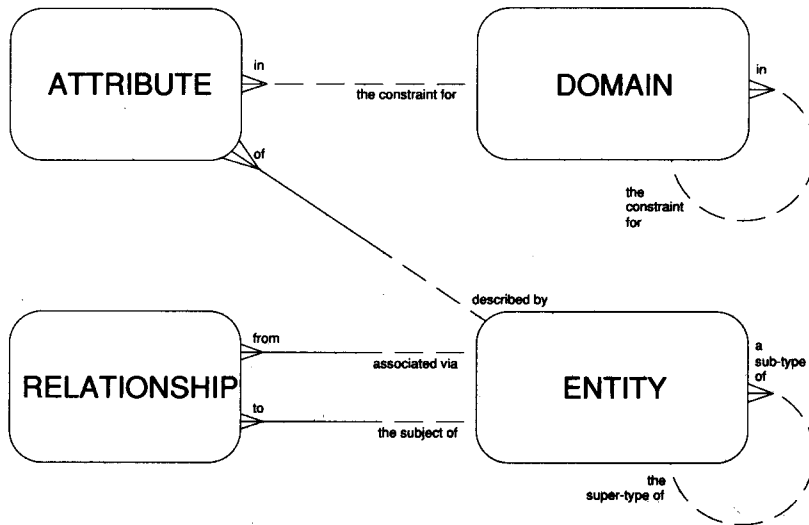 ATTRIBUTE
in
the constraint for
DOMAIN
in
of
the
constraint
for
described by
RELATIONSHIP
from
associated via
to
the subject of
ENTITY
a
sub-type
of
the
super-type of